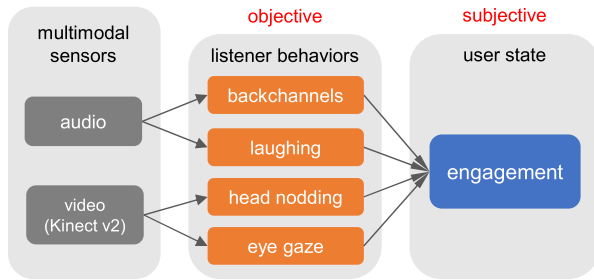 objective
subjective
multimodal
sensors
listener behaviors
user state
audio
video
(Kinect v2)
backchannels
laughing
head nodding
eye gaze
engagement